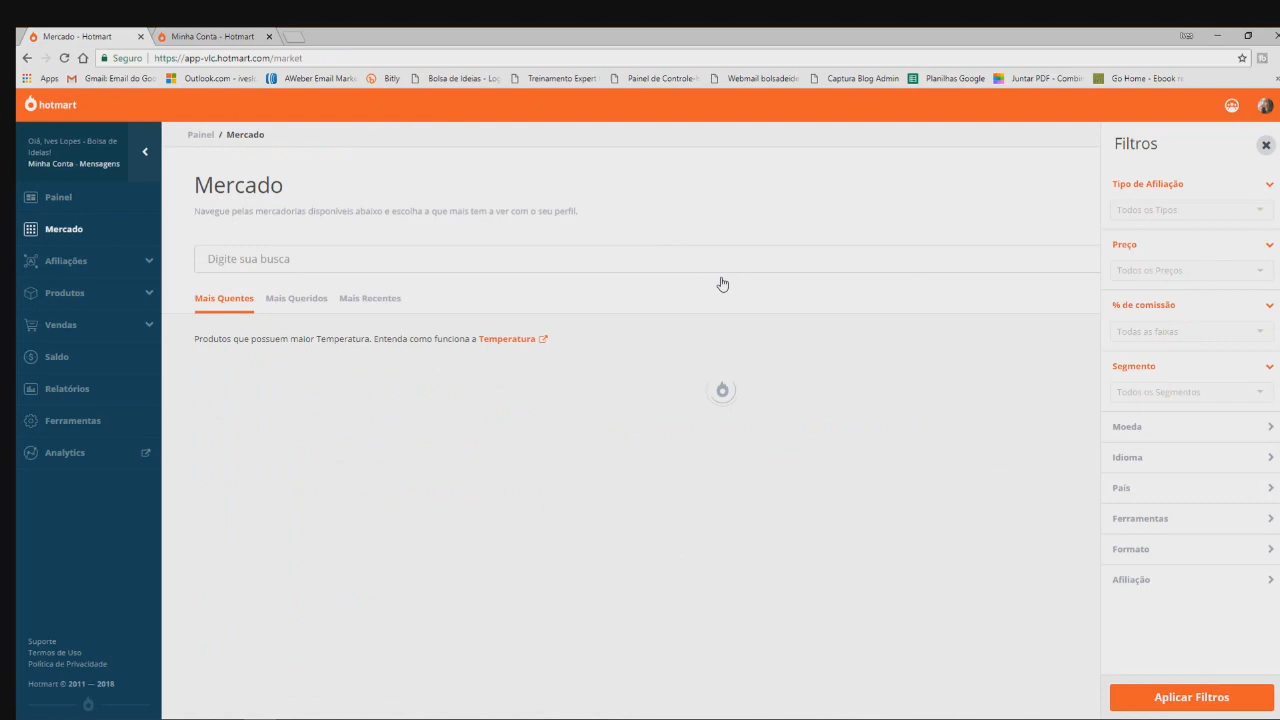 Mercado - Hotmart
Minha Conta - Hotmart
Seguro
https://app-vlc.hotmart.com/market
Apps
Gmail: Email do Goo
Outlook.com - iveslo
AWeber Email Marke
Bitly
Bolsa de Ideias - Log
Treinamento Expert
Painel de Controle-H
Webmail bolsadeide
Captura Blog Admin
Planilhas Google
Juntar PDF - Combin
Go Home - Ebook re
hotmart
Olá, Ives Lopes - Bolsa de
Ideias!
Minha Conta - Mensagens
Painel
Mercado
Afiliações
Produtos
Vendas
Saldo
Relatórios
Ferramentas
Analytics
Suporte
Termos de Uso
Política de Privacidade
Hotmart © 2011 — 2018
Painel / Mercado
Mercado
Navegue pelas mercadorias disponíveis abaixo e escolha a que mais tem a ver com o seu perfil.
Digite sua busca
Mais Quentes
Mais Queridos
Mais Recentes
Produtos que possuem maior Temperatura. Entenda como funciona a Temperatura
Filtros
Tipo de Afiliação
Todos os Tipos
Preço
Todos os Preços
% de comissão
Todas as faixas
Segmento
Todos os Segmentos
Moeda
Idioma
País
Ferramentas
Formato
Afiliação
Aplicar Filtros